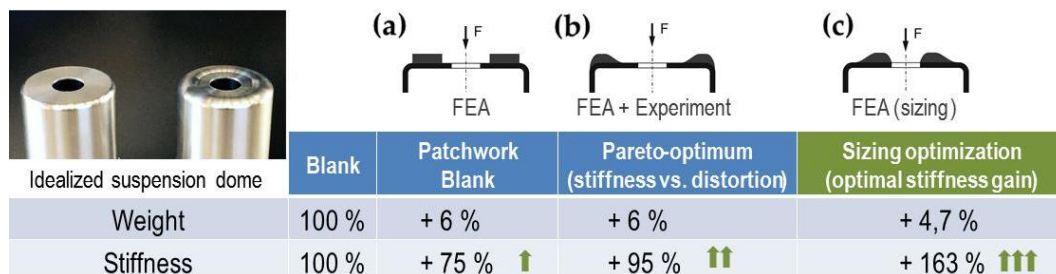 (a)
F
(b)
F
(c)
F
FEA
FEA + Experiment
FEA (sizing)
Idealized suspension dome
Blank
Patchwork
Blank
Pareto-optimum
(stiffness vs. distortion)
Sizing optimization
(optimal stiffness gain)
Weight
100 %
+ 6 %
+ 6 %
+ 4,7 %
Stiffness
100 %
+ 75 %
+ 95 %
+ 163 %